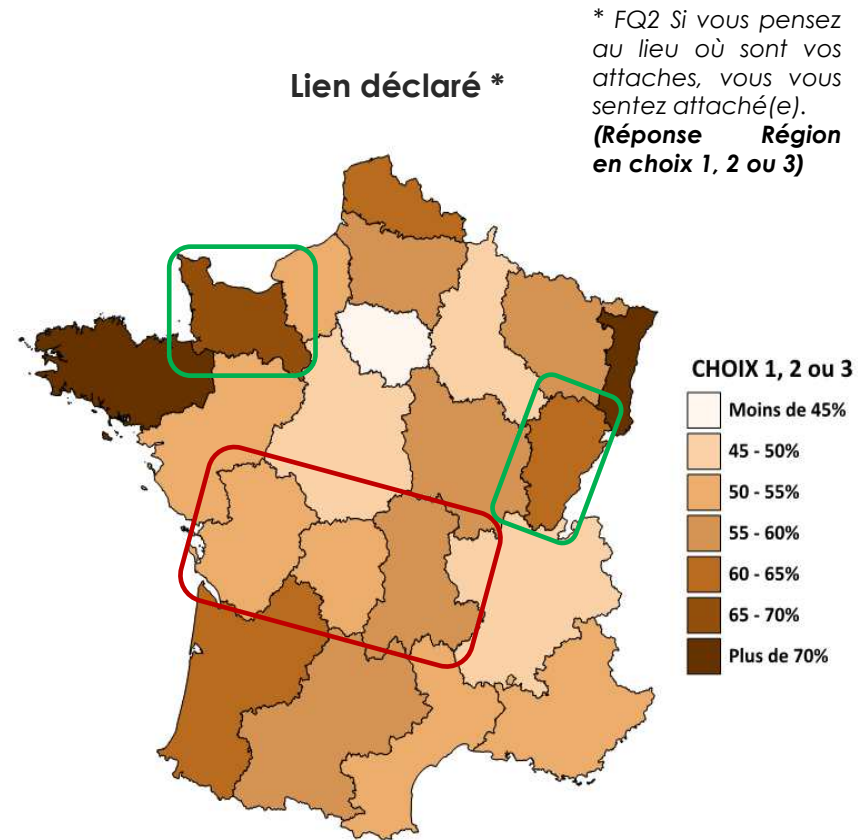 * FQ2 Si vous pensez
au lieu où sont vos
attaches, vous vous
sentez attaché(e).
(Réponse Région
en choix 1, 2 ou 3)
Lien déclaré *
CHOIX 1, 2 ou 3
Moins de 45%
45 - 50%
50 - 55%
55 - 60%
60 - 65%
65 - 70%
Plus de 70%